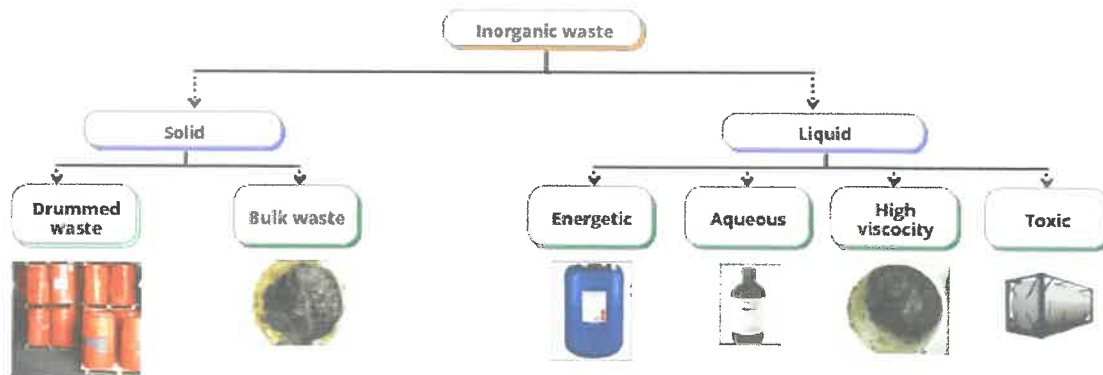 Inorganic waste
Solid
Liquid
Drummed
waste
Bulk waste
Energetic
Aqueous
High
viscocity
Toxic